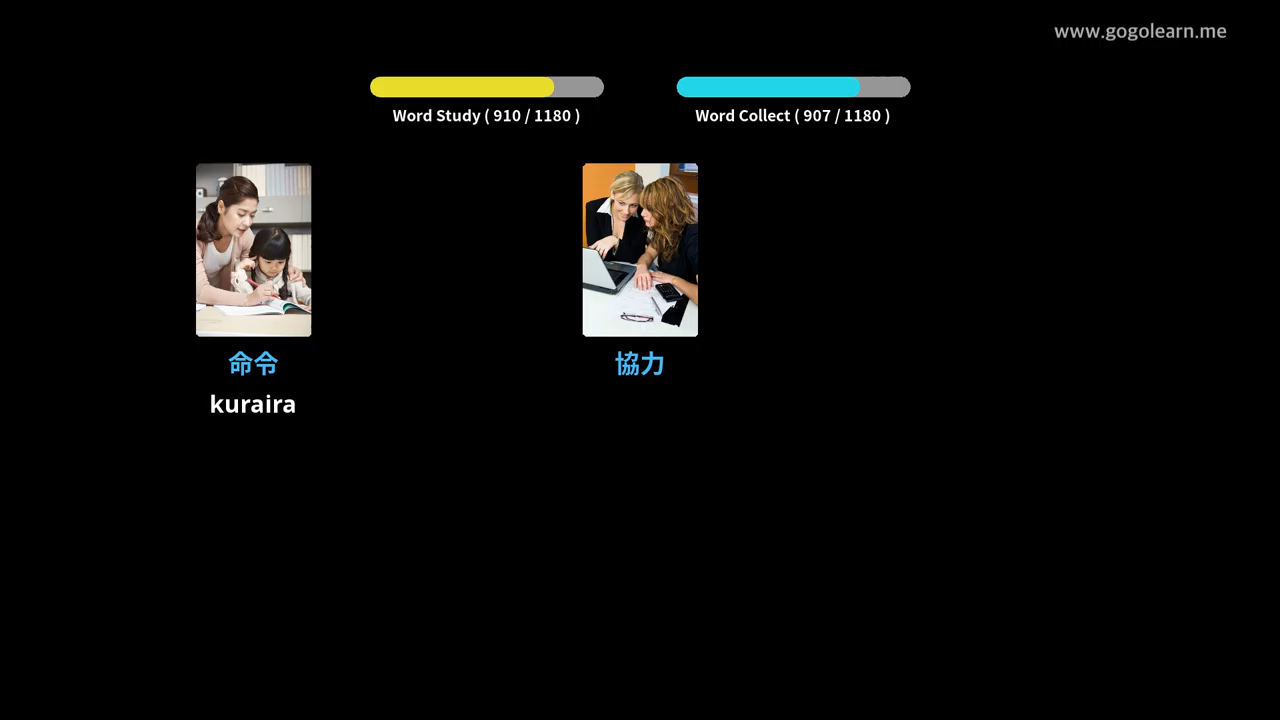 www.gogolearn.me
Word Study ( 910 / 1180 )
Word Collect ( 907 / 1180 )
命令
協力
kuraira